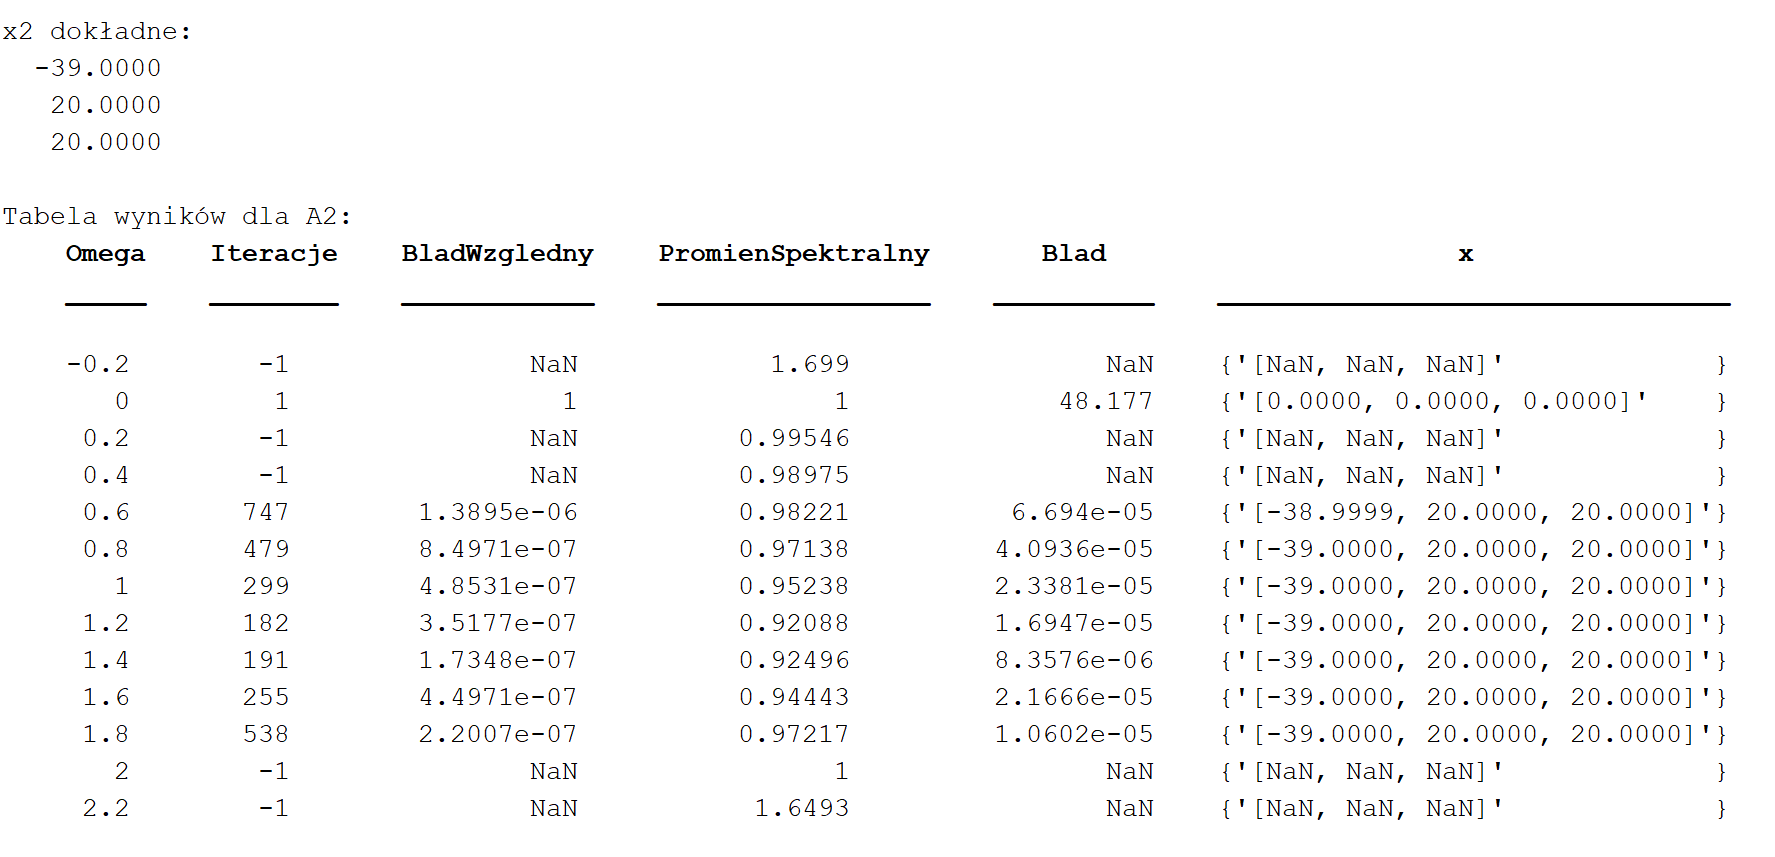 x2 dokładne:
-39.0000
20.0000
20.0000
Tabela wyników dla A2:
Omega Iteracje BladWzgledny PromienSpektralny Blad x
-0.2 -1 NaN 1.699 NaN {'[NaN, NaN, NaN]' }
0 1 1 1 48.177 {'[0.0000, 0.0000, 0.0000]' }
0.2 -1 NaN 0.99546 NaN {'[NaN, NaN, NaN]' }
0.4 -1 NaN 0.98975 NaN {'[NaN, NaN, NaN]' }
0.6 747 1.3895e-06 0.98221 6.694e-05 {'[-38.9999, 20.0000, 20.0000]'}
0.8 479 8.4971e-07 0.97138 4.0936e-05 {'[-39.0000, 20.0000, 20.0000]'}
1 299 4.8531e-07 0.95238 2.3381e-05 {'[-39.0000, 20.0000, 20.0000]'}
1.2 182 3.5177e-07 0.92088 1.6947e-05 {'[-39.0000, 20.0000, 20.0000]'}
1.4 191 1.7348e-07 0.92496 8.3576e-06 {'[-39.0000, 20.0000, 20.0000]'}
1.6 255 4.4971e-07 0.94443 2.1666e-05 {'[-39.0000, 20.0000, 20.0000]'}
1.8 538 2.2007e-07 0.97217 1.0602e-05 {'[-39.0000, 20.0000, 20.0000]'}
2 -1 NaN 1 NaN {'[NaN, NaN, NaN]' }
2.2 -1 NaN 1.6493 NaN {'[NaN, NaN, NaN]' }